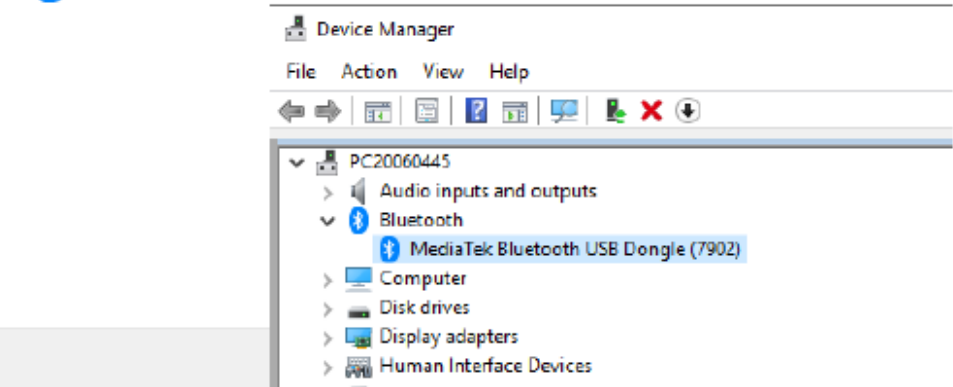 Device Manager
File Action View Help
PC20060445
Audio inputs and outputs
Bluetooth
MediaTek Bluetooth USB Dongle (7902)
Computer
Disk drives
Display adapters
Human Interface Devices